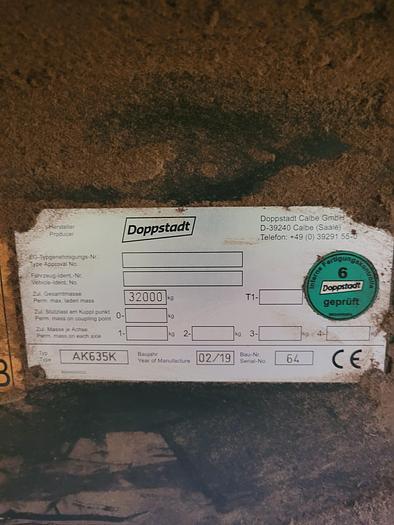 Hersteller
Producer
Doppstadt
Doppstadt Calbe GmbH
D-39240 Calbe (Saale)
Telefon: +49 (0) 39291 55-0
EG-Typgenehmigungs-Nr.
Type Approval No.
Fahrzeug-Ident.-Nr.
Vehicle-Ident. No.
Zul. Gesamtmasse
Perm. max. laden mass
32000 kg
T1-
Zul. Stützlast am Kuppl.punkt
Perm. mass on coupling point
0- kg
Zul. Masse je Achse
Perm. mass on each axle
1- kg 2- kg 3- kg 4-
Typ
Type
AK635K
Baujahr
Year of Manufacture
02/19
Bau-Nr.
Serial-No.
64
CE
Interne Fertigungskontrolle
6
Doppstadt
geprüft